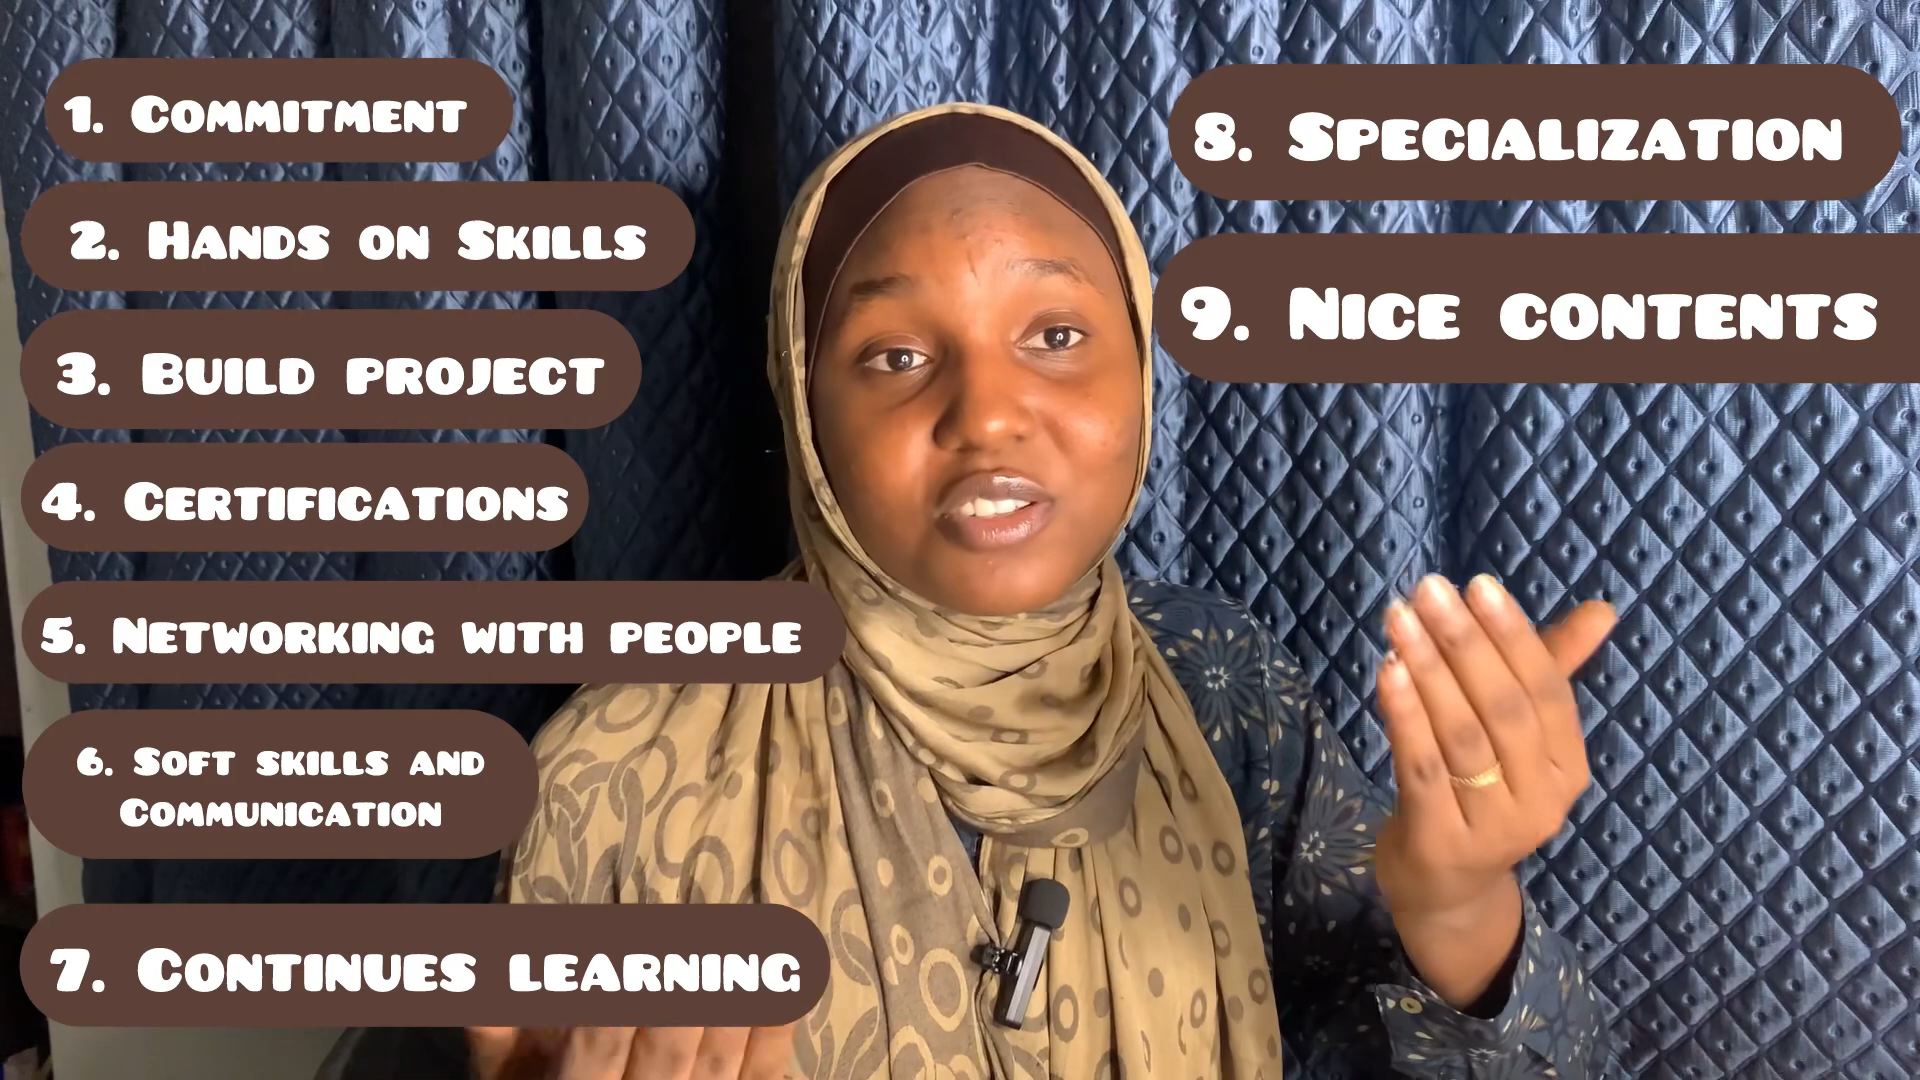 1. Commitment
2. Hands on Skills
3. Build project
4. Certifications
5. Networking with people
6. Soft skills and
Communication
7. Continues learning
8. Specialization
9. Nice contents